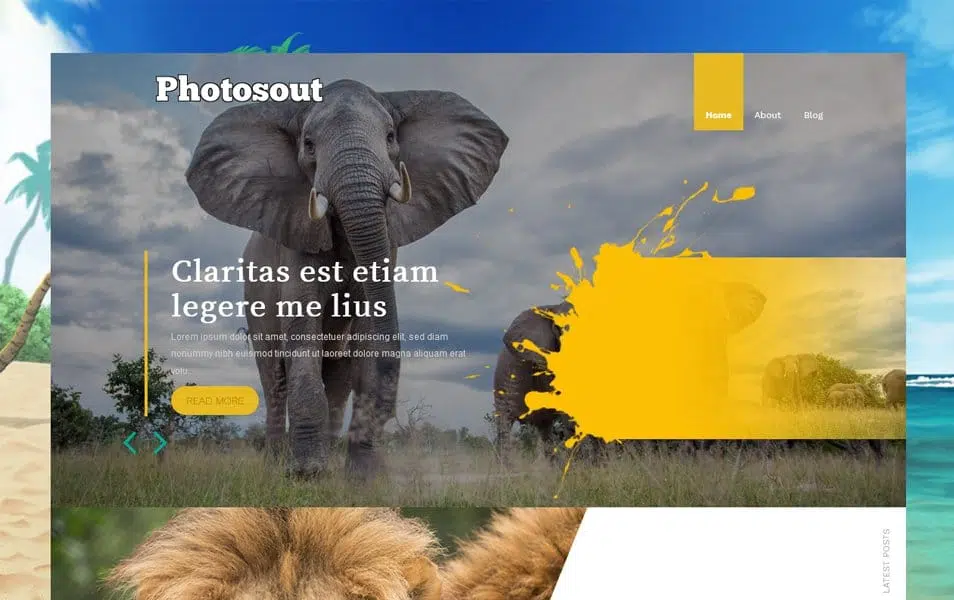 Photosout
Home
About
Blog
Claritas est etiam
legere me lius
Lorem ipsum dolor sit amet, consectetuer adipiscing elit, sed diam
nonummy nibh euismod tincidunt ut laoreet dolore magna aliquam erat
volu...
READ MORE
LATEST POSTS